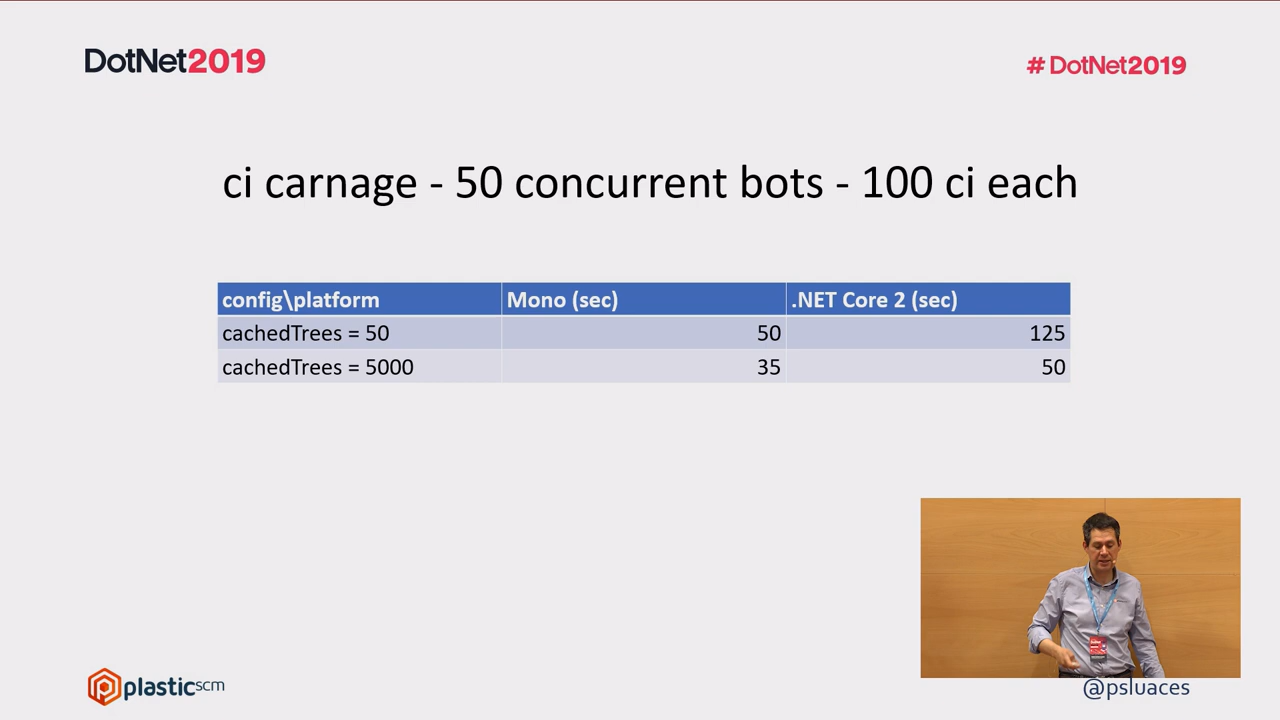 DotNet2019
# DotNet2019
ci carnage - 50 concurrent bots - 100 ci each
config\platform Mono (sec) .NET Core 2 (sec)
cachedTrees = 50 50 125
cachedTrees = 5000 35 50
plasticscm
@psluaces